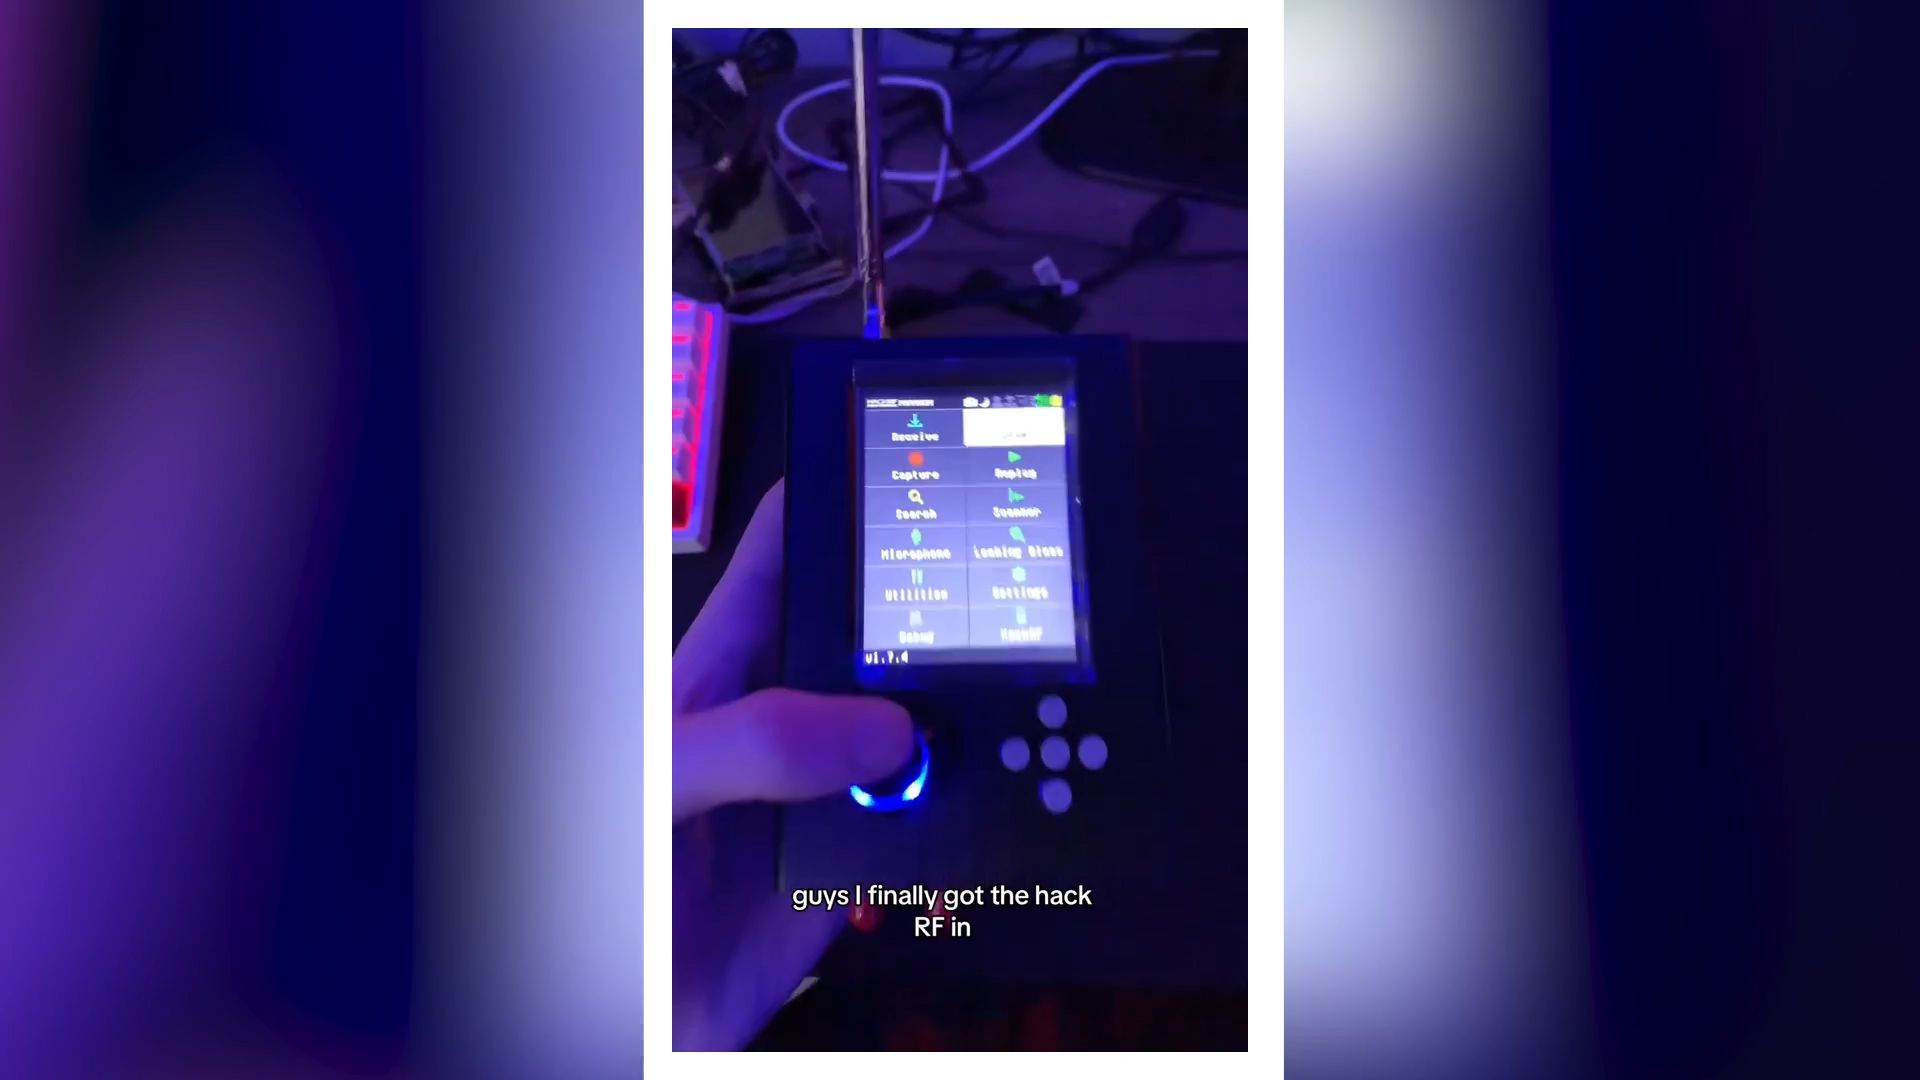 Receive
Capture
Replay
Search
Scanner
Microphone
Looking Glass
Utilities
Settings
Debug
HackRF
v1.7.4
guys I finally got the hack
RF in